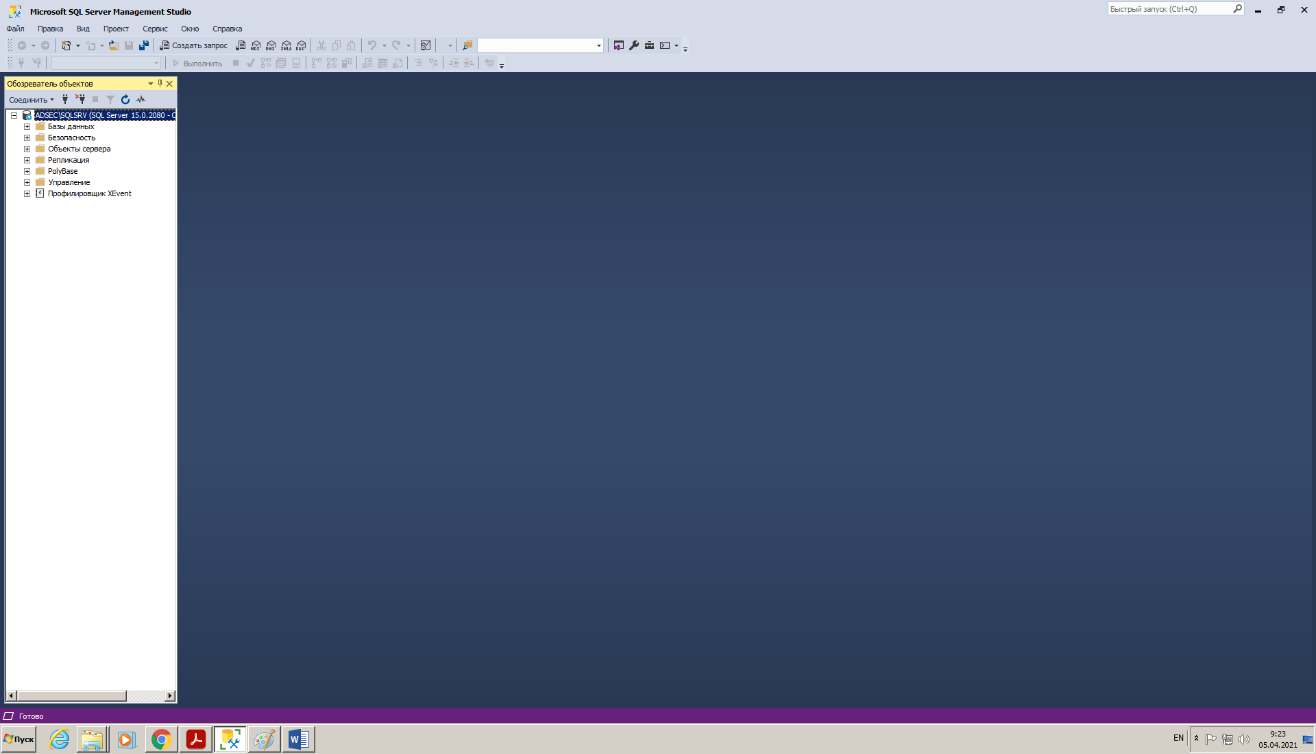 Microsoft SQL Server Management Studio
Быстрый запуск (Ctrl+Q)
Файл Правка Вид Проект Сервис Окно Справка
Создать запрос
Выполнить
Обозреватель объектов
Соединить
ADSEC\SQLSRV (SQL Server 15.0.2080 - C
Базы данных
Безопасность
Объекты сервера
Репликация
PolyBase
Управление
Профилировщик XEvent
Готово
Пуск
EN
9:23
05.04.2021